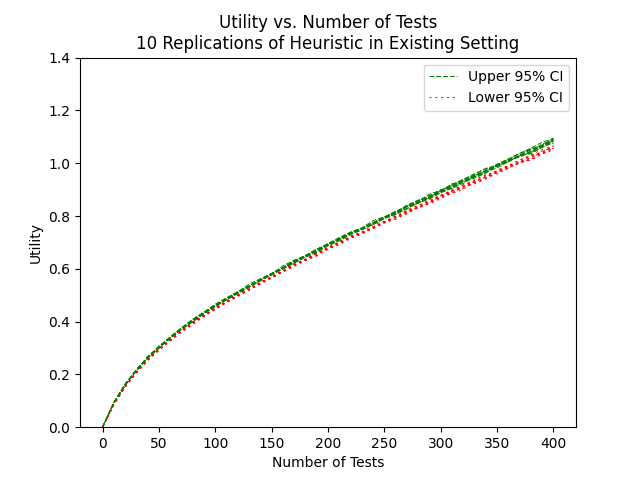 Utility vs. Number of Tests
10 Replications of Heuristic in Existing Setting
Upper 95% CI
Lower 95% CI
1.4
1.2
1.0
0.8
0.6
0.4
0.2
0.0
Utility
0 50 100 150 200 250 300 350 400
Number of Tests